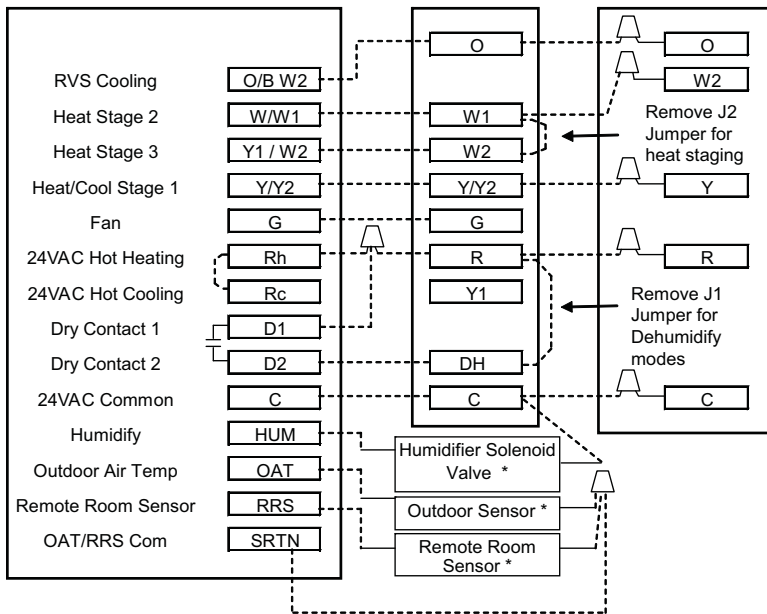 O
O
RVS Cooling
O/B W2
W2
Heat Stage 2
W/W1
W1
Remove J2
Jumper for
heat staging
Heat Stage 3
Y1 / W2
W2
Heat/Cool Stage 1
Y/Y2
Y/Y2
Y
Fan
G
G
24VAC Hot Heating
Rh
R
R
24VAC Hot Cooling
Rc
Y1
Remove J1
Jumper for
Dehumidify
modes
Dry Contact 1
D1
Dry Contact 2
D2
DH
24VAC Common
C
C
C
Humidify
HUM
Humidifier Solenoid
Valve *
Outdoor Air Temp
OAT
Outdoor Sensor *
Remote Room Sensor
RRS
Remote Room
Sensor *
OAT/RRS Com
SRTN